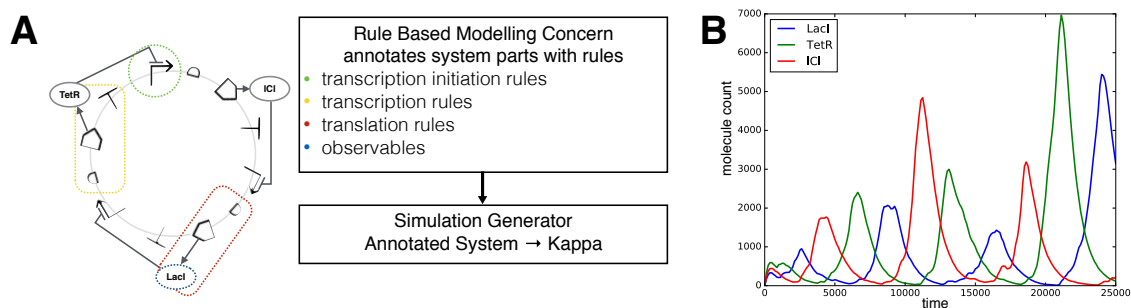 A
TetR
ICI
LacI
Rule Based Modelling Concern
annotates system parts with rules
• transcription initiation rules
• transcription rules
• translation rules
• observables
Simulation Generator
Annotated System → Kappa
B
LacI
TetR
ICI
molecule count
7000
6000
5000
4000
3000
2000
1000
0
0 5000 10000 15000 20000 25000
time